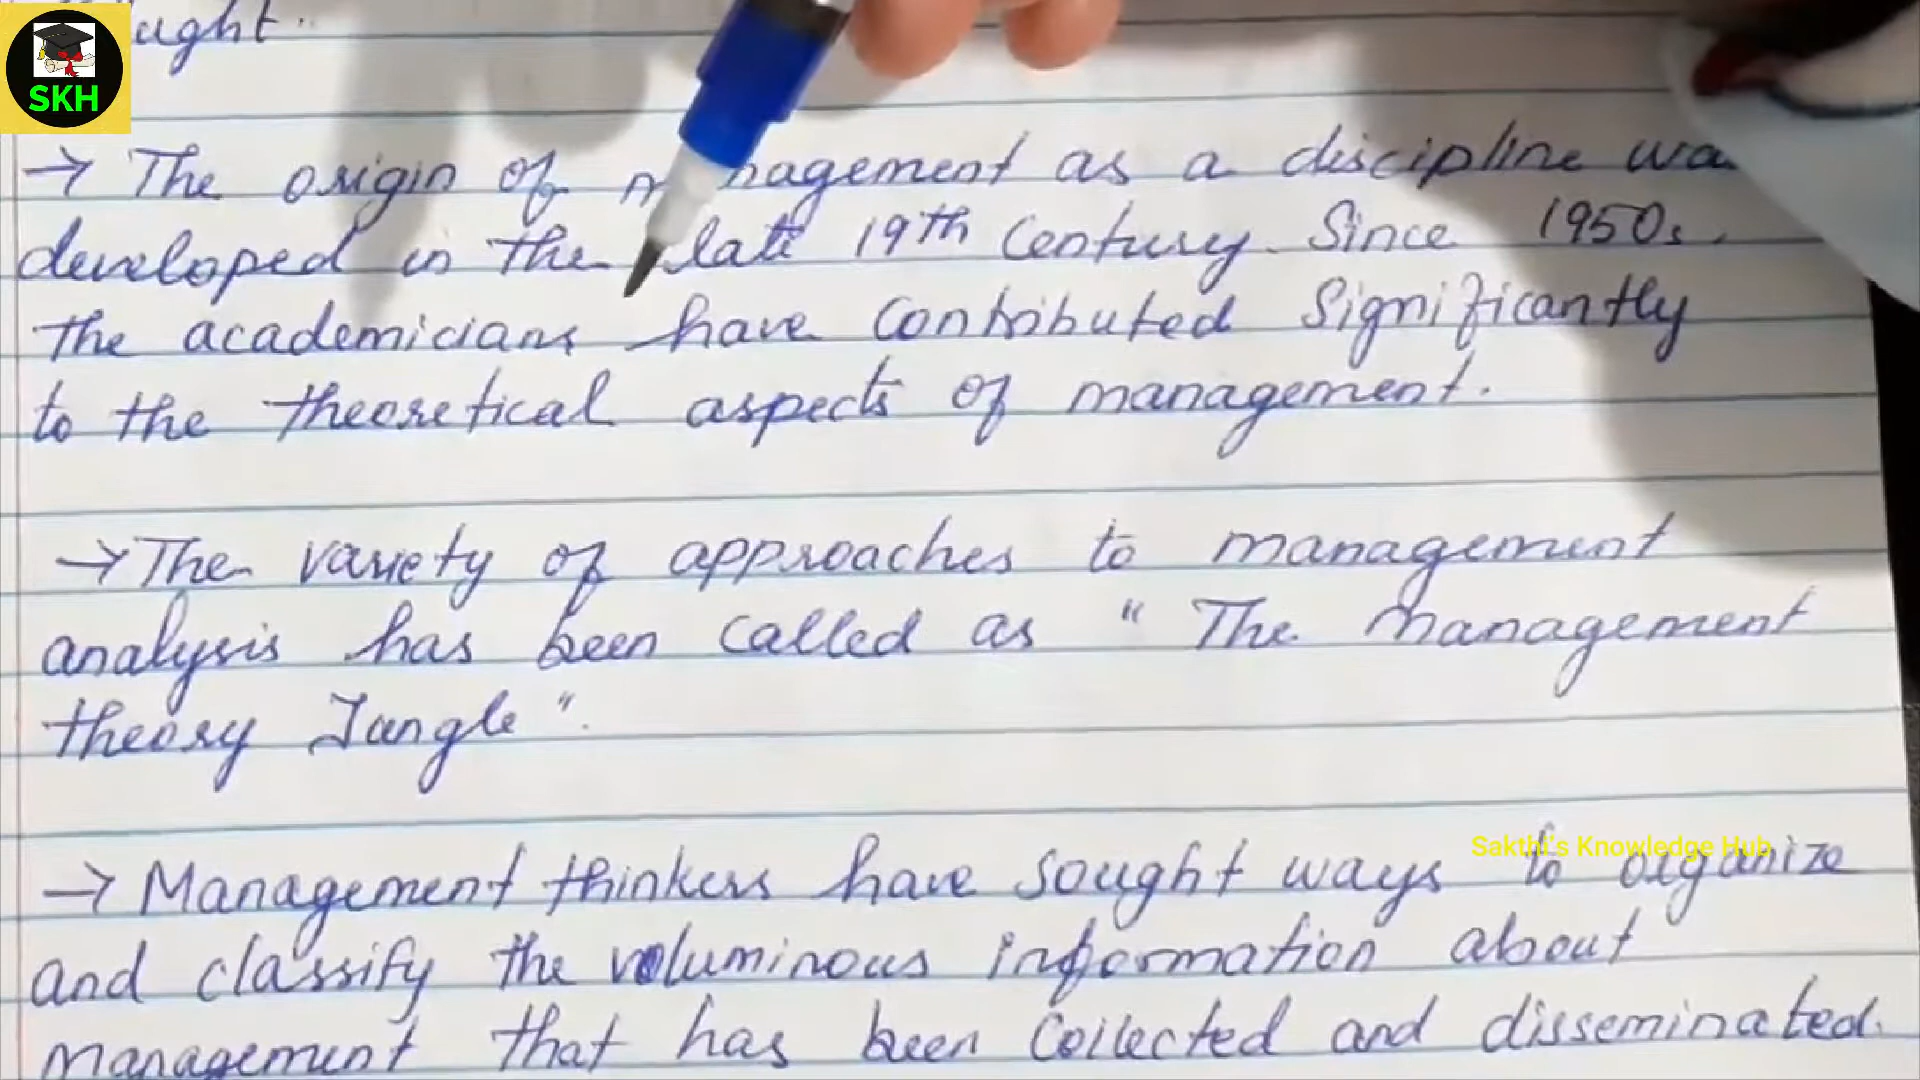 ught"
SKH
→ The origin of management as a discipline wa
developed in the late 19th Century. Since 1950s,
the academicians have contributed Significantly
to the theoretical aspects of management.
→ The variety of approaches to management
analysis has been called as "The Management
theory Jungle".
→ Management thinkers have sought ways to organize
Sakthi's Knowledge Hub
and classify the voluminous information about
management that has been Collected and disseminated.